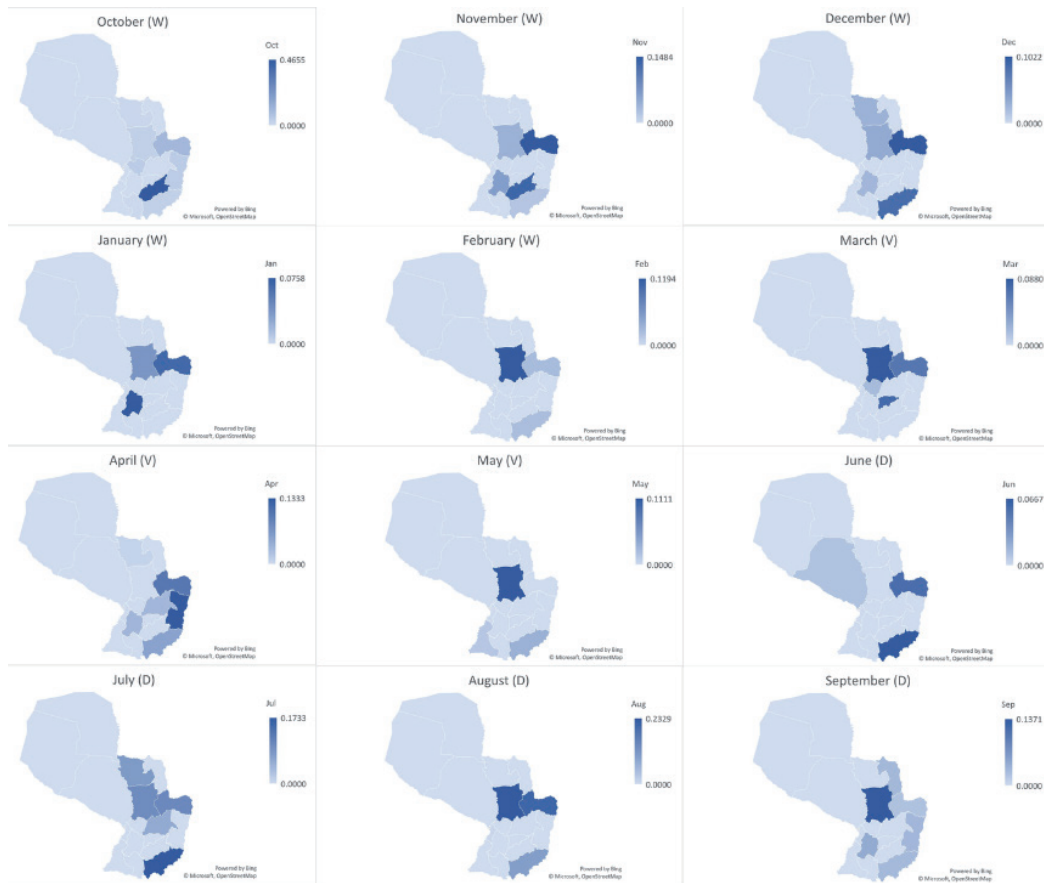 October (W)
Oct
0.4655
0.0000
Powered by Bing
© Microsoft, OpenStreetMap
November (W)
Nov
0.1484
0.0000
Powered by Bing
© Microsoft, OpenStreetMap
December (W)
Dec
0.1022
0.0000
Powered by Bing
© Microsoft, OpenStreetMap
January (W)
Jan
0.0758
0.0000
Powered by Bing
© Microsoft, OpenStreetMap
February (W)
Feb
0.1194
0.0000
Powered by Bing
© Microsoft, OpenStreetMap
March (V)
Mar
0.0880
0.0000
Powered by Bing
© Microsoft, OpenStreetMap
April (V)
Apr
0.1333
0.0000
Powered by Bing
© Microsoft, OpenStreetMap
May (V)
May
0.1111
0.0000
Powered by Bing
© Microsoft, OpenStreetMap
June (D)
Jun
0.0667
0.0000
Powered by Bing
© Microsoft, OpenStreetMap
July (D)
Jul
0.1733
0.0000
Powered by Bing
© Microsoft, OpenStreetMap
August (D)
Aug
0.2329
0.0000
Powered by Bing
© Microsoft, OpenStreetMap
September (D)
Sep
0.1571
0.0000
Powered by Bing
© Microsoft, OpenStreetMap